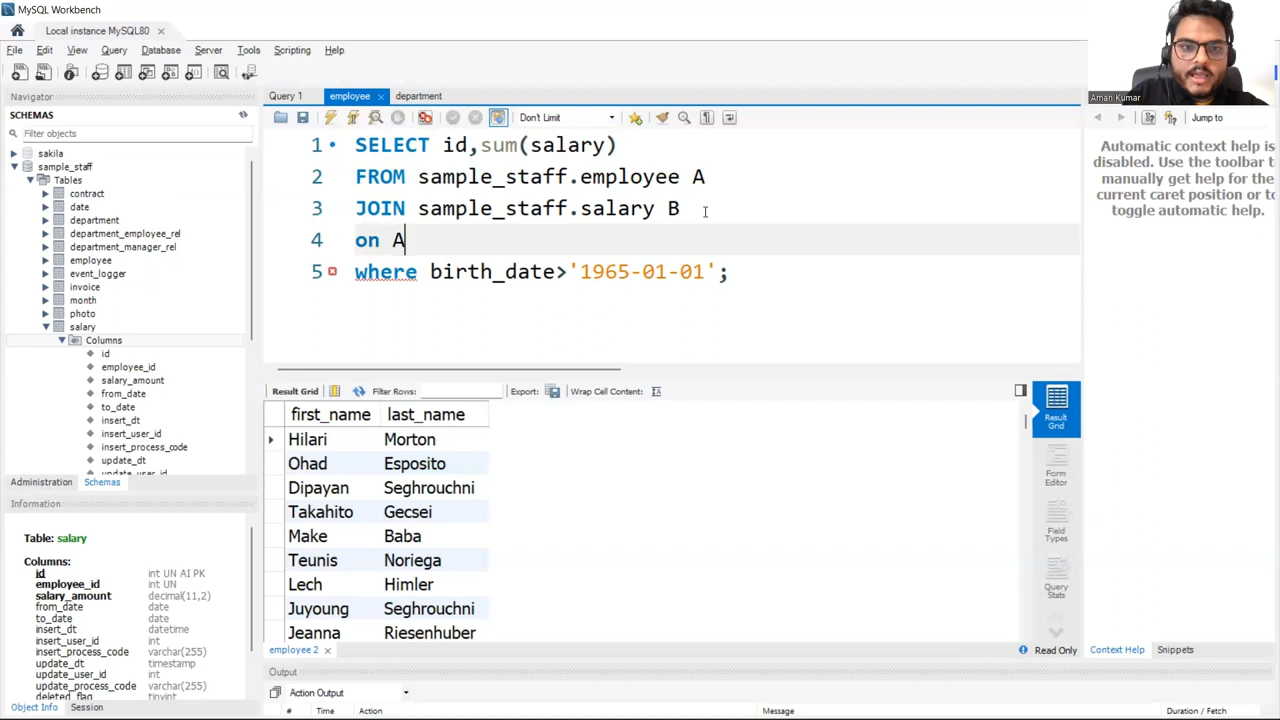 MySQL Workbench
Local instance MySQL80
File Edit View Query Database Server Tools Scripting Help
Navigator
SCHEMAS
Filter objects
sakila
sample_staff
Tables
contract
date
department
department_employee_rel
department_manager_rel
employee
event_logger
invoice
month
photo
salary
Columns
id
employee_id
salary_amount
from_date
to_date
insert_dt
insert_user_id
insert_process_code
update_dt
update_user_id
Administration Schemas
Information
Table: salary
Columns:
id int UN AI PK
employee_id int UN
salary_amount decimal(11,2)
from_date date
to_date date
insert_dt datetime
insert_user_id int
insert_process_code varchar(255)
update_dt timestamp
update_user_id int
update_process_code varchar(255)
deleted_flag tinyint
Object Info Session
Query 1 employee department
Don't Limit
1 SELECT id,sum(salary)
2 FROM sample_staff.employee A
3 JOIN sample_staff.salary B
4 on A
5 where birth_date>'1965-01-01';
Result Grid Filter Rows: Export: Wrap Cell Content:
first_name last_name
Hilari Morton
Ohad Esposito
Dipayan Seghrouchni
Takahito Gecsei
Make Baba
Teunis Noriega
Lech Himler
Juyoung Seghrouchni
Jeanna Riesenhuber
employee 2
Read Only
Result
Grid
Form
Editor
Field
Types
Query
Stats
Output
Action Output
# Time Action Message Duration / Fetch
Aman Kumar
Jump to
Automatic context help is
disabled. Use the toolbar t
manually get help for the
current caret position or to
toggle automatic help.
Context Help Snippets